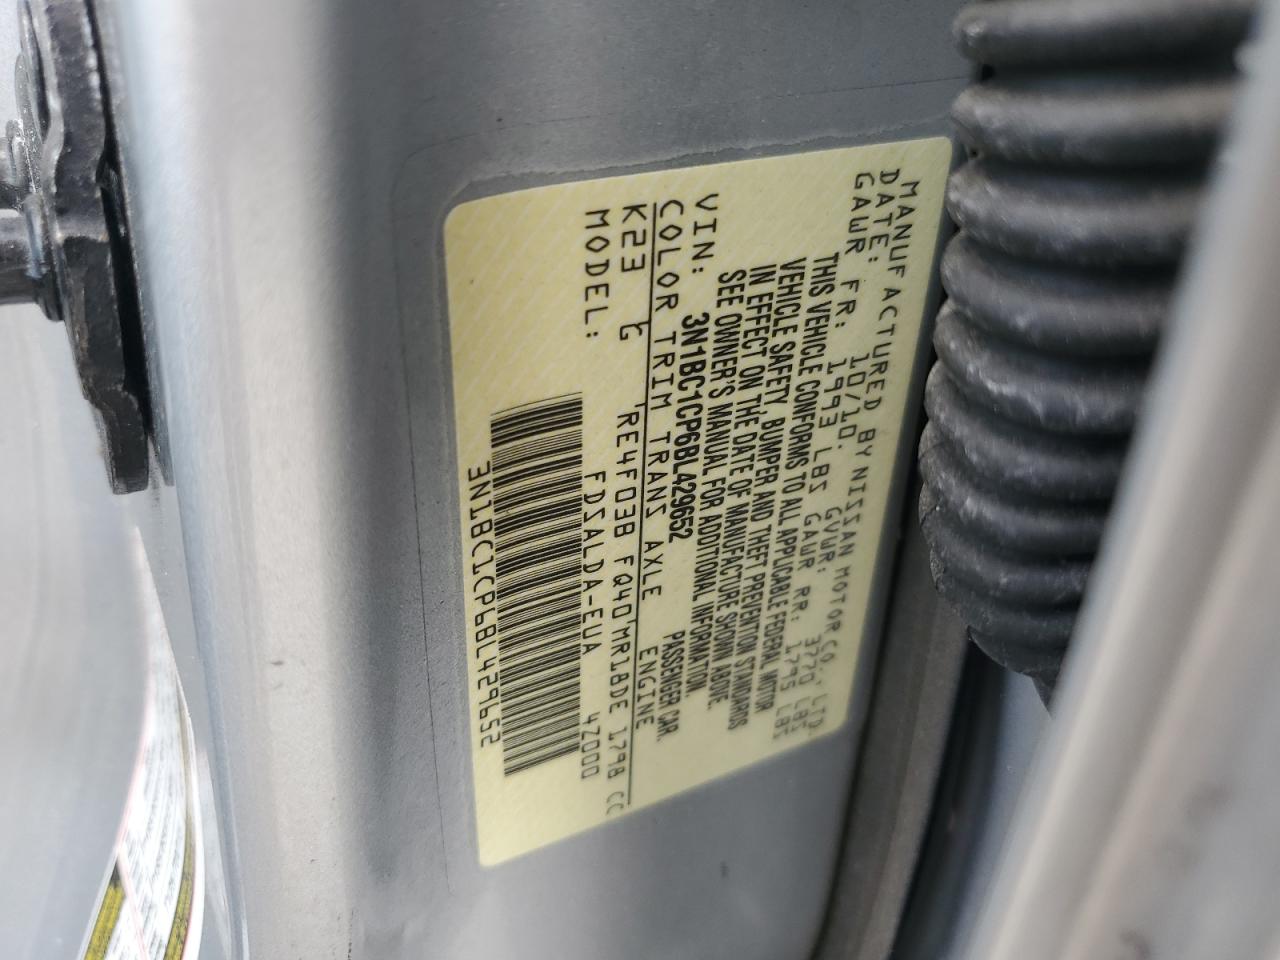 MANUFACTURED BY NISSAN MOTOR CO., LTD.
DATE: 10/10. GVWR: 3770 LBS
GAWR FR: 1993 LBS GAWR RR: 1795 LBS
THIS VEHICLE CONFORMS TO ALL APPLICABLE FEDERAL MOTOR
VEHICLE SAFETY, BUMPER AND THEFT PREVENTION STANDARDS
IN EFFECT ON THE DATE OF MANUFACTURE SHOWN ABOVE.
SEE OWNER'S MANUAL FOR ADDITIONAL INFORMATION.
VIN: 3N1BC1CP6BL429652 PASSENGER CAR.
COLOR TRIM TRANS AXLE ENGINE
K23 G 'RE4F03B FQ40'MR18DE 1798 CC
MODEL: FDSALDA-EUA 4Z000
3N1BC1CP6BL429652